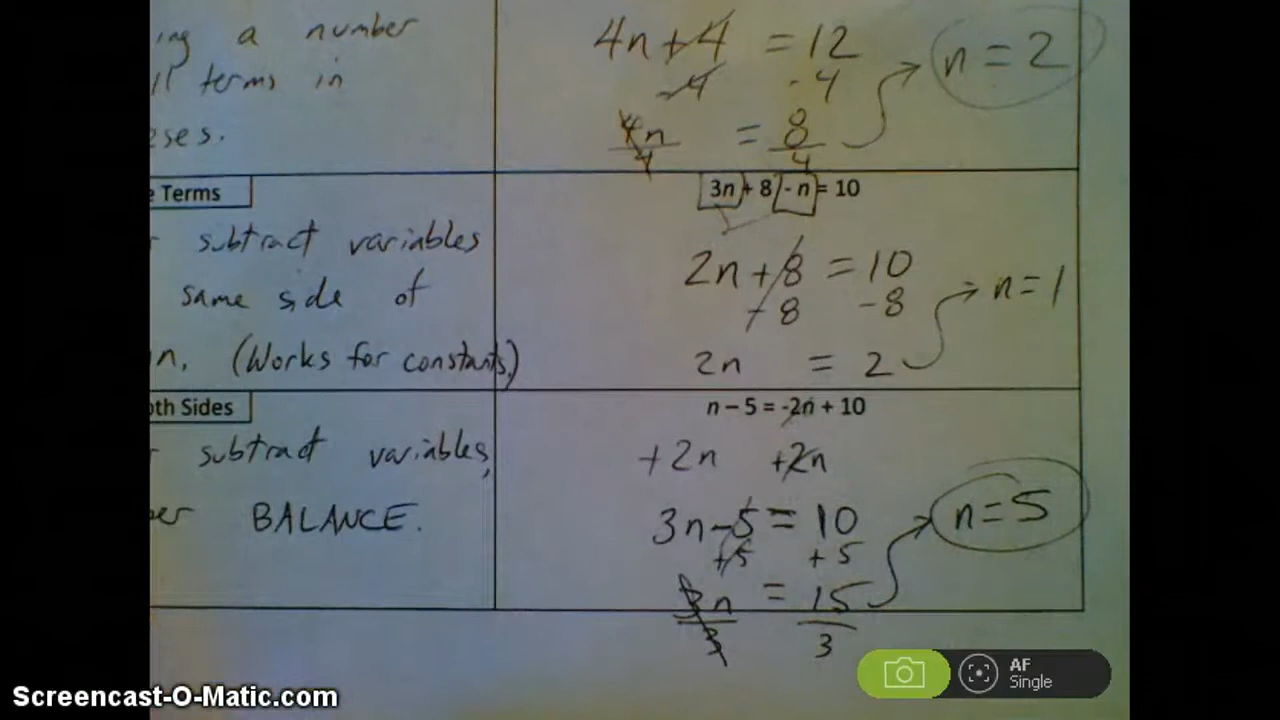 ing a number
ll terms in
eses.
4n + 4 = 12
-4 -4
4n = 8
4 4
n = 2
e Terms
r subtract variables
same side of
n. (Works for constants.)
3n + 8 - n = 10
2n + 8 = 10
-8 -8
2n = 2
n = 1
oth Sides
r subtract variables,
ber BALANCE.
n – 5 = -2n + 10
+2n +2n
3n - 5 = 10
+5 +5
3n = 15
3 3
n = 5
AF
Single
Screencast-O-Matic.com